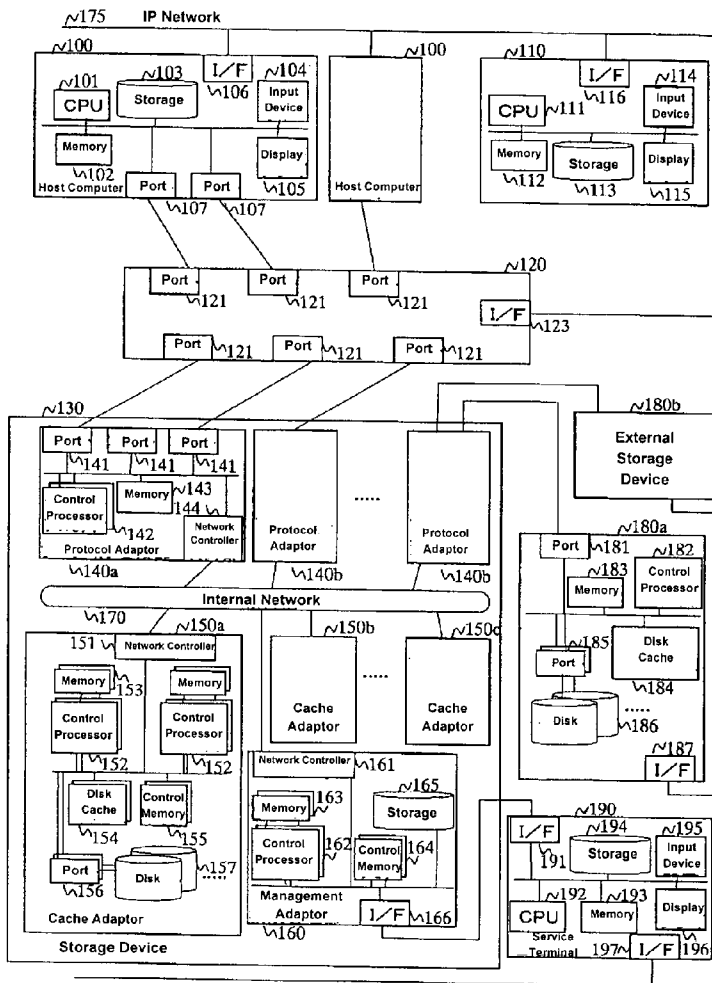 175
IP Network
100
101
CPU
103
Storage
I/F
106
104
Input
Device
Memory
102
Host Computer
Display
105
Port
107
Port
107
100
Host Computer
110
I/F
116
114
Input
Device
CPU
111
Memory
112
Storage
113
Display
115
120
Port
121
Port
121
Port
121
I/F
123
Port
121
Port
121
Port
121
130
Port
141
Port
141
Port
141
Control
Processor
142
Memory
143
144
Network
Controller
Protocol Adaptor
140a
Protocol
Adaptor
140b
.....
Protocol
Adaptor
140b
180b
External
Storage
Device
180a
Port
181
182
183
Memory
Control
Processor
185
Port
Disk
Cache
184
Disk
186
.....
187
I/F
Internal Network
170
150a
151
Network Controller
Memory
153
Memory
Control
Processor
152
Control
Processor
152
Disk
Cache
154
Control
Memory
155
Port
156
Disk
157
.....
Cache Adaptor
150b
Cache
Adaptor
.....
150c
Cache
Adaptor
Network Controller
161
Memory
163
165
Storage
Control
Processor
162
Control
Memory
164
Management
Adaptor
160
I/F
166
Storage Device
190
I/F
191
194
Storage
195
Input
Device
192
CPU
193
Memory
Display
196
Service
Terminal
197
I/F